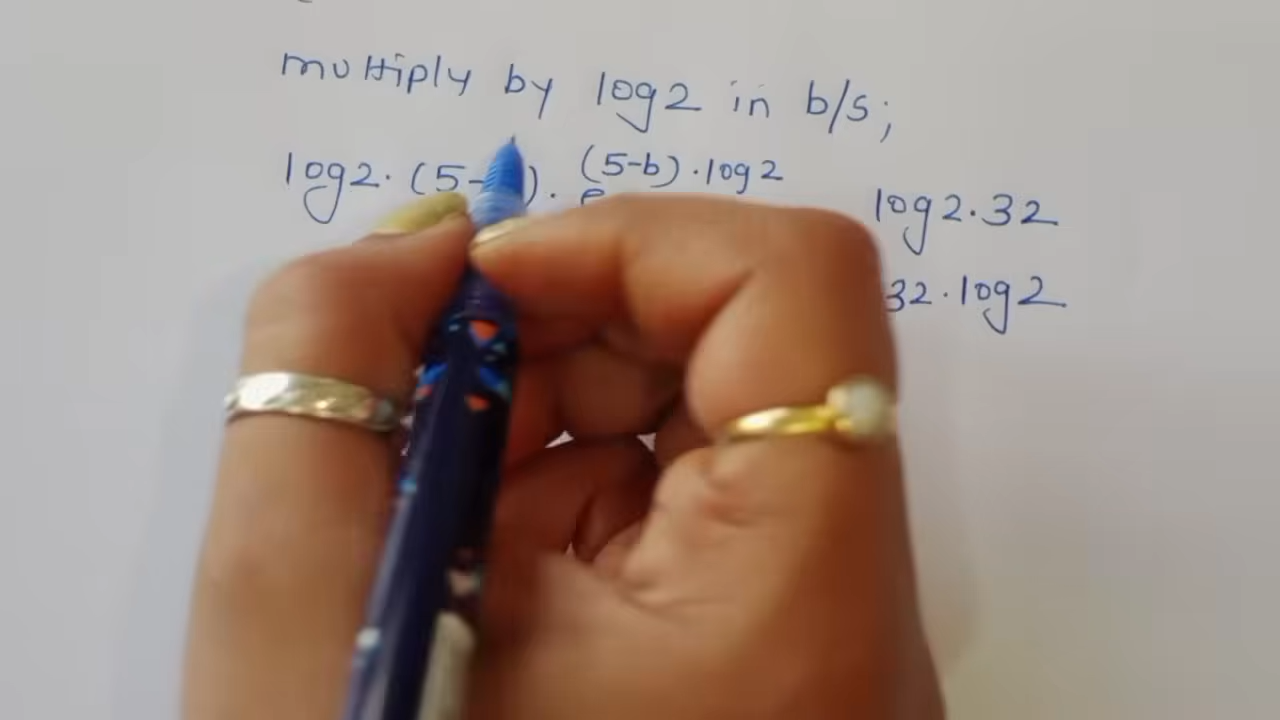 multiply by log2 in b/s;
log2. (5- ). e (5-b).log2
log2.32
32.log2